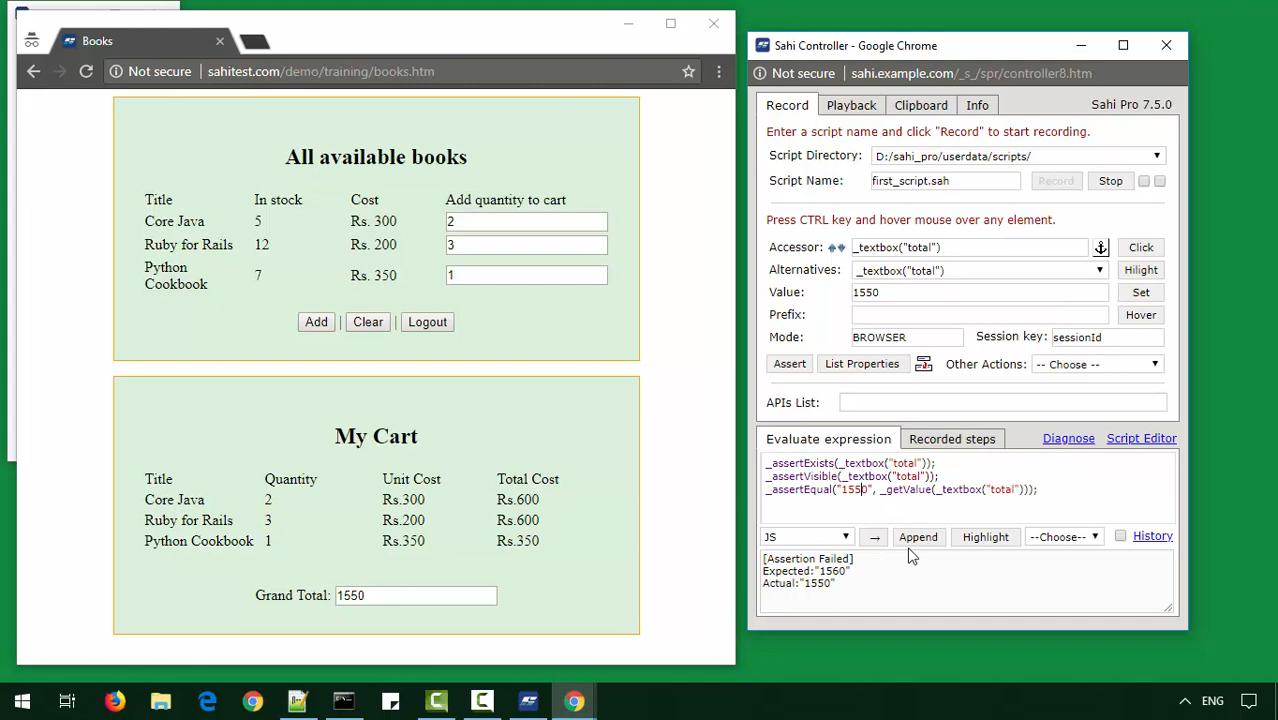 Books
Not secure sahitest.com/demo/training/books.htm
All available books
Title In stock Cost Add quantity to cart
Core Java 5 Rs. 300 2
Ruby for Rails 12 Rs. 200 3
Python Cookbook 7 Rs. 350 1
Add | Clear | Logout
My Cart
Title Quantity Unit Cost Total Cost
Core Java 2 Rs.300 Rs.600
Ruby for Rails 3 Rs.200 Rs.600
Python Cookbook 1 Rs.350 Rs.350
Grand Total: 1550
Sahi Controller - Google Chrome
Not secure sahi.example.com/_s_/spr/controller8.htm
Record Playback Clipboard Info Sahi Pro 7.5.0
Enter a script name and click "Record" to start recording.
Script Directory: D:/sahi_pro/userdata/scripts/
Script Name: first_script.sah Record Stop
Press CTRL key and hover mouse over any element.
Accessor: _textbox("total") Click
Alternatives: _textbox("total") Hilight
Value: 1550 Set
Prefix: Hover
Mode: BROWSER Session key: sessionId
Assert List Properties Other Actions: -- Choose --
APIs List:
Evaluate expression Recorded steps Diagnose Script Editor
_assertExists(_textbox("total"));
_assertVisible(_textbox("total"));
_assertEqual("1550", _getValue(_textbox("total")));
JS → Append Highlight --Choose-- History
[Assertion Failed]
Expected:"1560"
Actual:"1550"
ENG